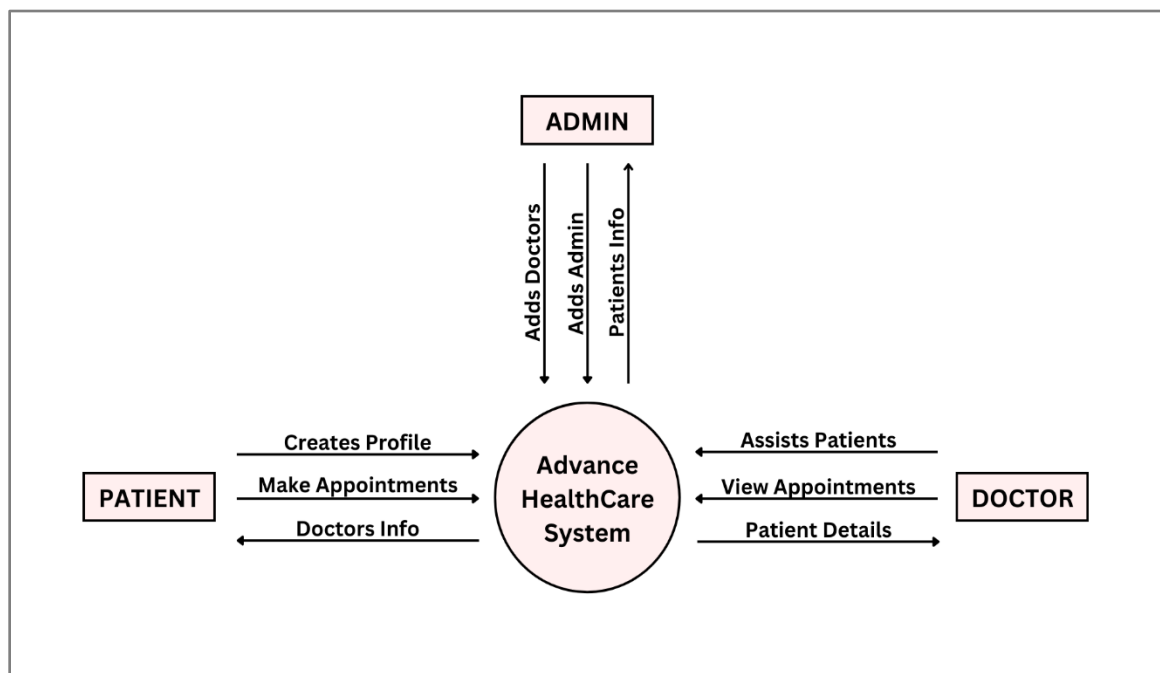 ADMIN
Adds Doctors
Adds Admin
Patients Info
Creates Profile
Make Appointments
Doctors Info
PATIENT
Advance
HealthCare
System
Assists Patients
View Appointments
Patient Details
DOCTOR